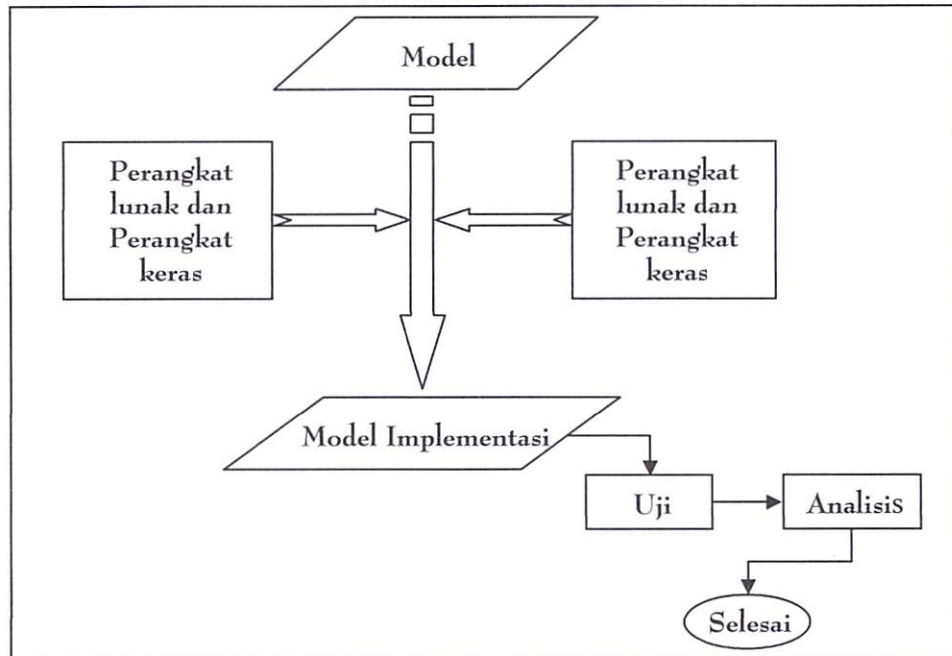 Model
Perangkat
lunak dan
Perangkat
keras
Perangkat
lunak dan
Perangkat
keras
Model Implementasi
Uji
Analisis
Selesai